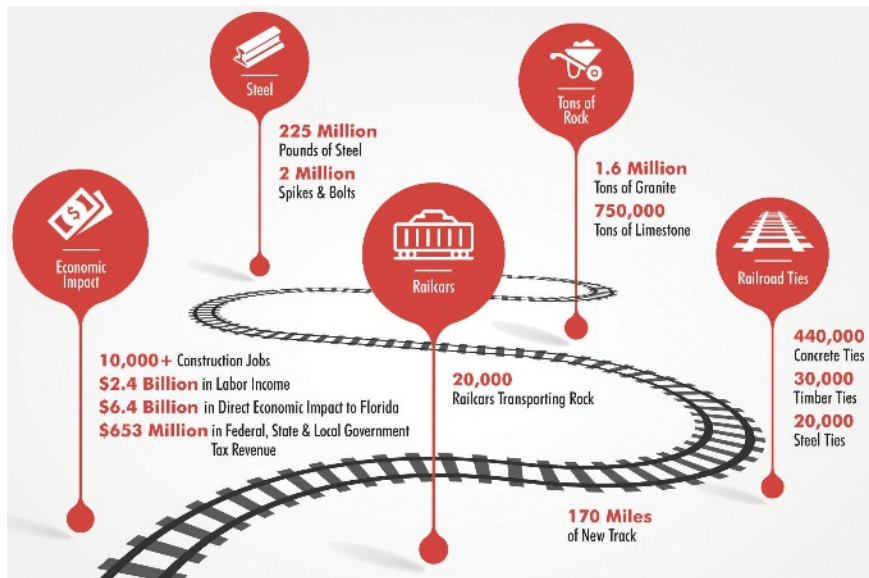 Steel
225 Million
Pounds of Steel
2 Million
Spikes & Bolts
Tons of
Rock
1.6 Million
Tons of Granite
750,000
Tons of Limestone
Economic
Impact
10,000+ Construction Jobs
$2.4 Billion in Labor Income
$6.4 Billion in Direct Economic Impact to Florida
$653 Million in Federal, State & Local Government
Tax Revenue
Railcars
20,000
Railcars Transporting Rock
Railroad Ties
440,000
Concrete Ties
30,000
Timber Ties
20,000
Steel Ties
170 Miles
of New Track